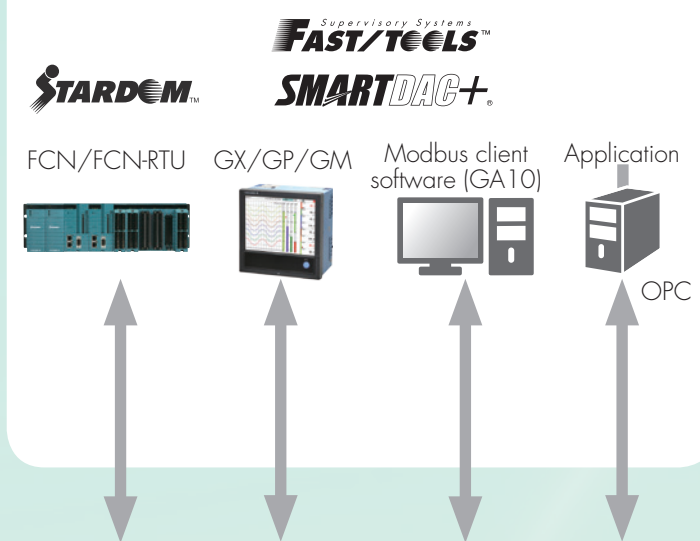 Supervisory Systems
FAST/TOOLS™
STARDOM™
SMARTDAC+®
FCN/FCN-RTU
GX/GP/GM
Modbus client
software (GA10)
Application
OPC